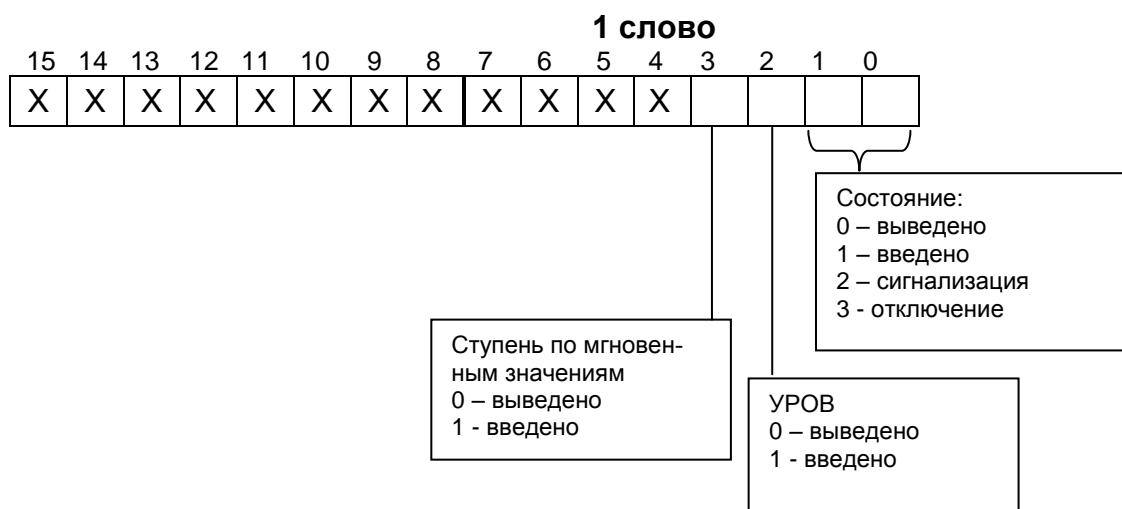 1 слово
15 14 13 12 11 10 9 8 7 6 5 4 3 2 1 0
X X X X X X X X X X X X
Состояние:
0 – выведено
1 – введено
2 – сигнализация
3 - отключение
Ступень по мгновен-
ным значениям
0 – выведено
1 - введено
УРОВ
0 – выведено
1 - введено